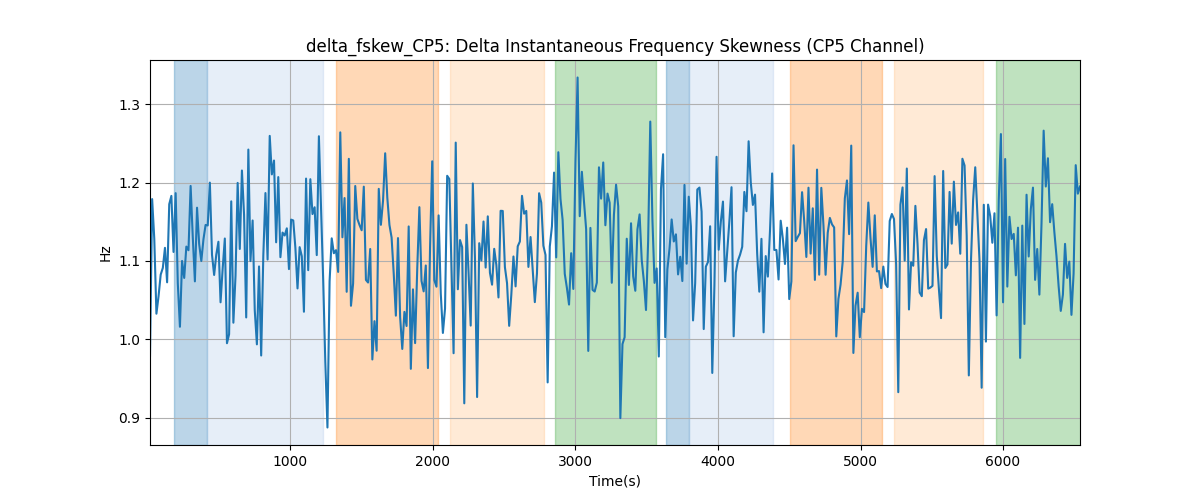 delta_fskew_CP5: Delta Instantaneous Frequency Skewness (CP5 Channel)
Hz
1.3
1.2
1.1
1.0
0.9
1000 2000 3000 4000 5000 6000
Time(s)